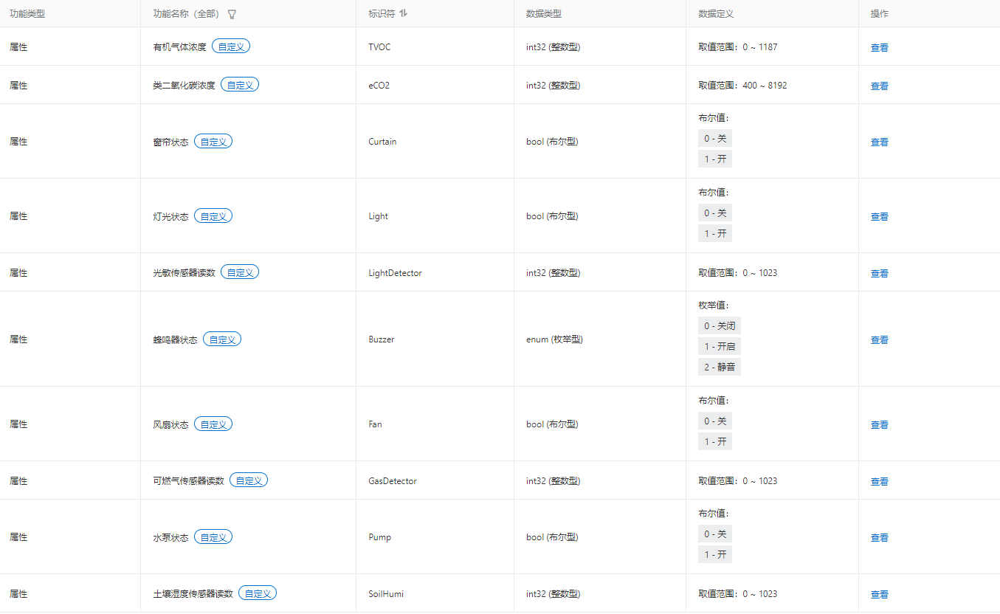 功能类型 功能名称（全部） 标识符 数据类型 数据定义 操作
属性 有机气体浓度 自定义 TVOC int32 (整数型) 取值范围：0 ~ 1187 查看
属性 类二氧化碳浓度 自定义 eCO2 int32 (整数型) 取值范围：400 ~ 8192 查看
布尔值：
0 - 关
属性 窗帘状态 自定义 Curtain bool (布尔型) 查看
1 - 开
布尔值：
0 - 关
属性 灯光状态 自定义 Light bool (布尔型) 查看
1 - 开
属性 光敏传感器读数 自定义 LightDetector int32 (整数型) 取值范围：0 ~ 1023 查看
枚举值：
0 - 关闭
属性 蜂鸣器状态 自定义 Buzzer enum (枚举型) 查看
1 - 开启
2 - 静音
布尔值：
0 - 关
属性 风扇状态 自定义 Fan bool (布尔型) 查看
1 - 开
属性 可燃气传感器读数 自定义 GasDetector int32 (整数型) 取值范围：0 ~ 1023 查看
布尔值：
0 - 关
属性 水泵状态 自定义 Pump bool (布尔型) 查看
1 - 开
属性 土壤湿度传感器读数 自定义 SoilHumi int32 (整数型) 取值范围：0 ~ 1023 查看